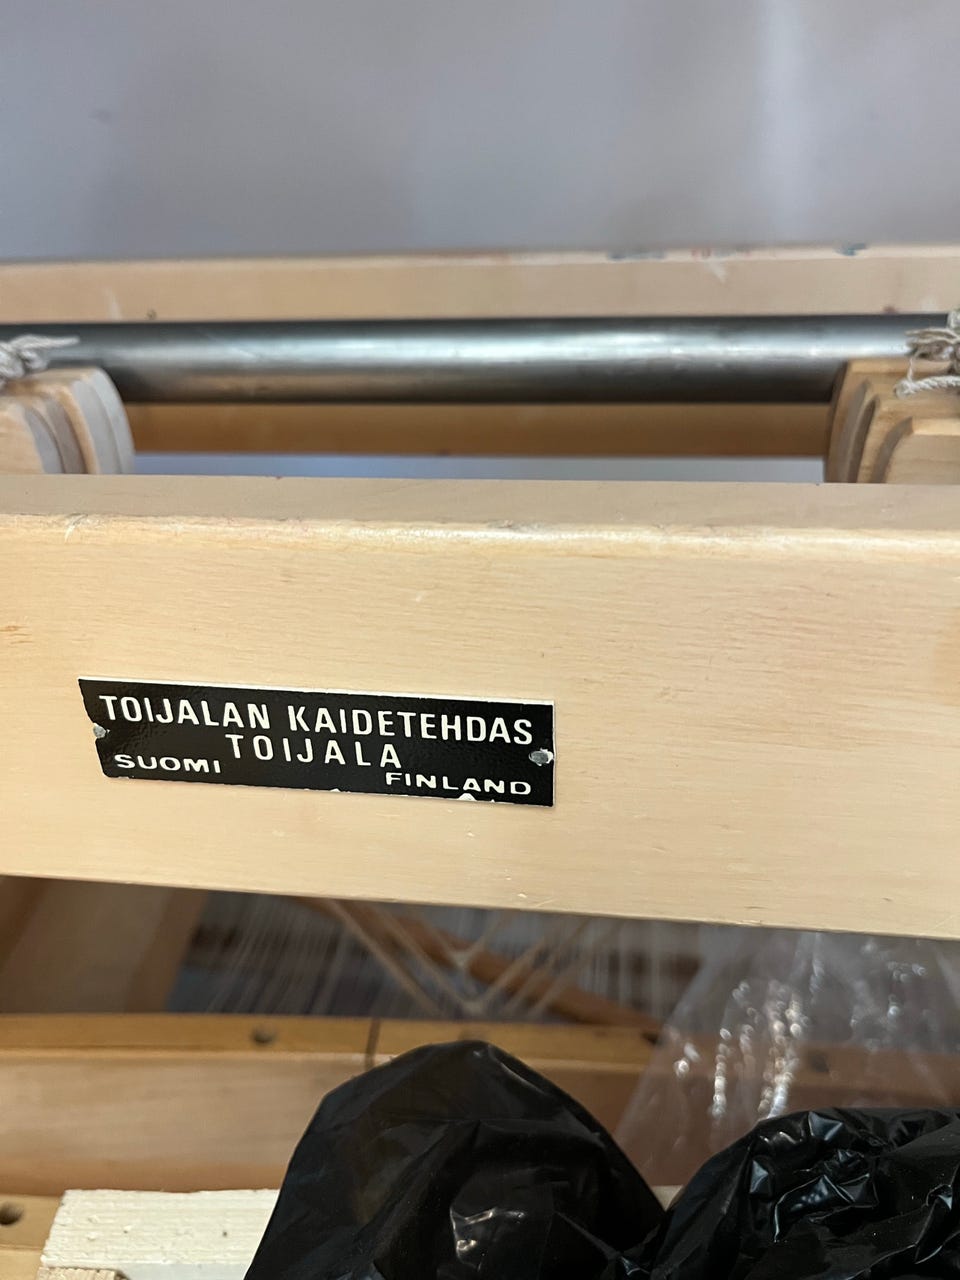 TOIJALAN KAIDETEHDAS
TOIJALA
SUOMI
FINLAND